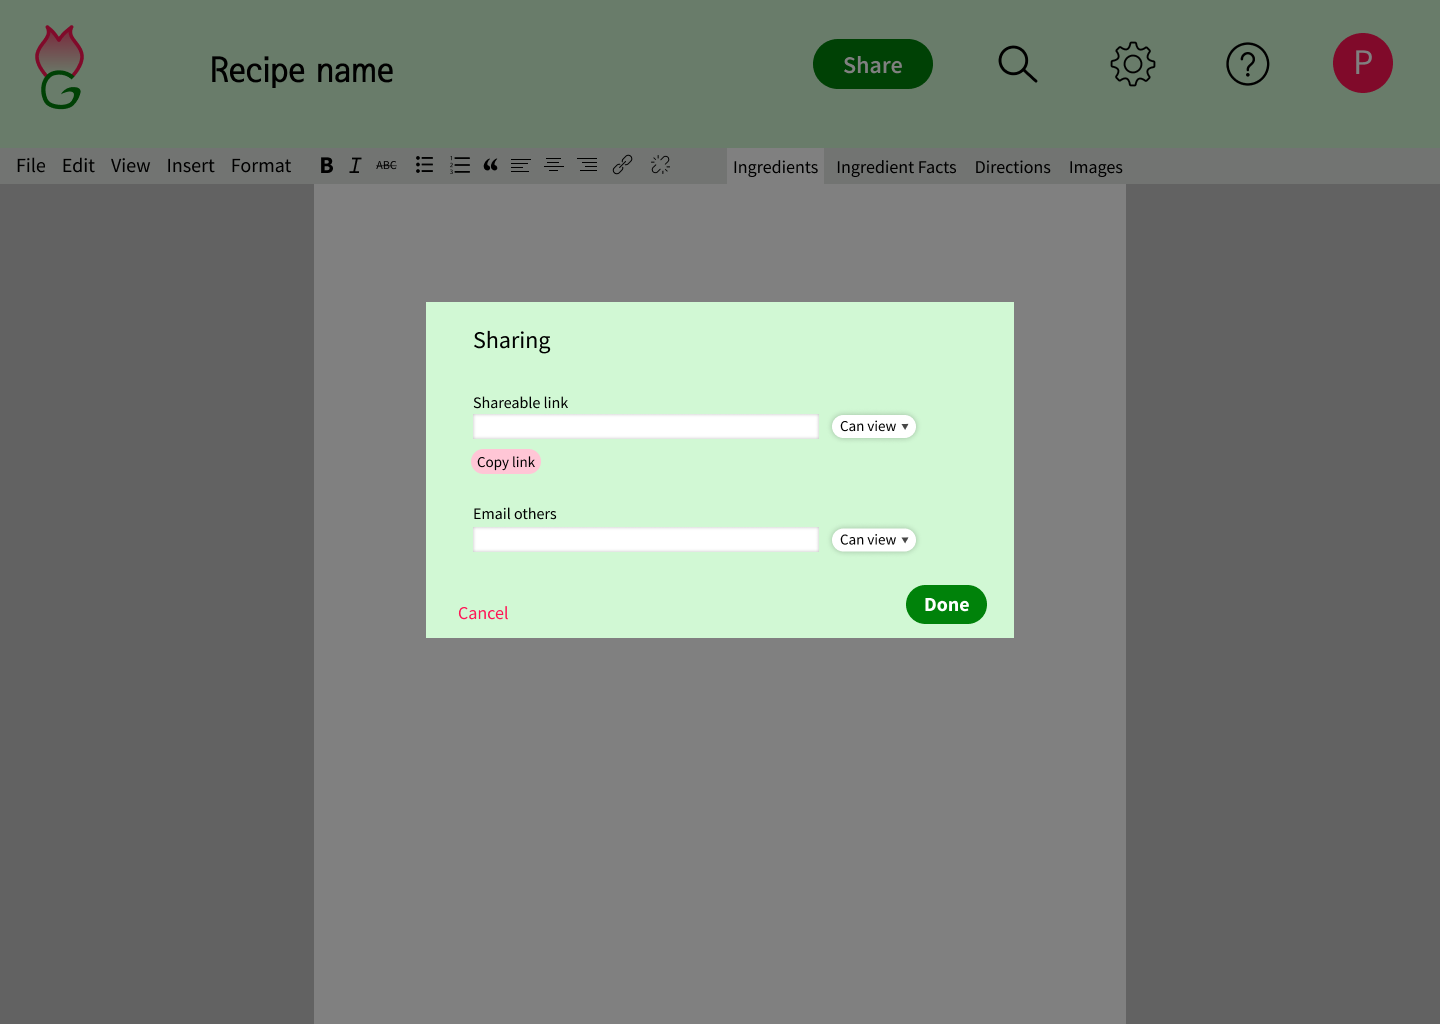 G
Recipe name
Share
?
P
File Edit View Insert Format B I ABC
Ingredients Ingredient Facts Directions Images
Sharing
Shareable link
Can view ▾
Copy link
Email others
Can view ▾
Cancel
Done